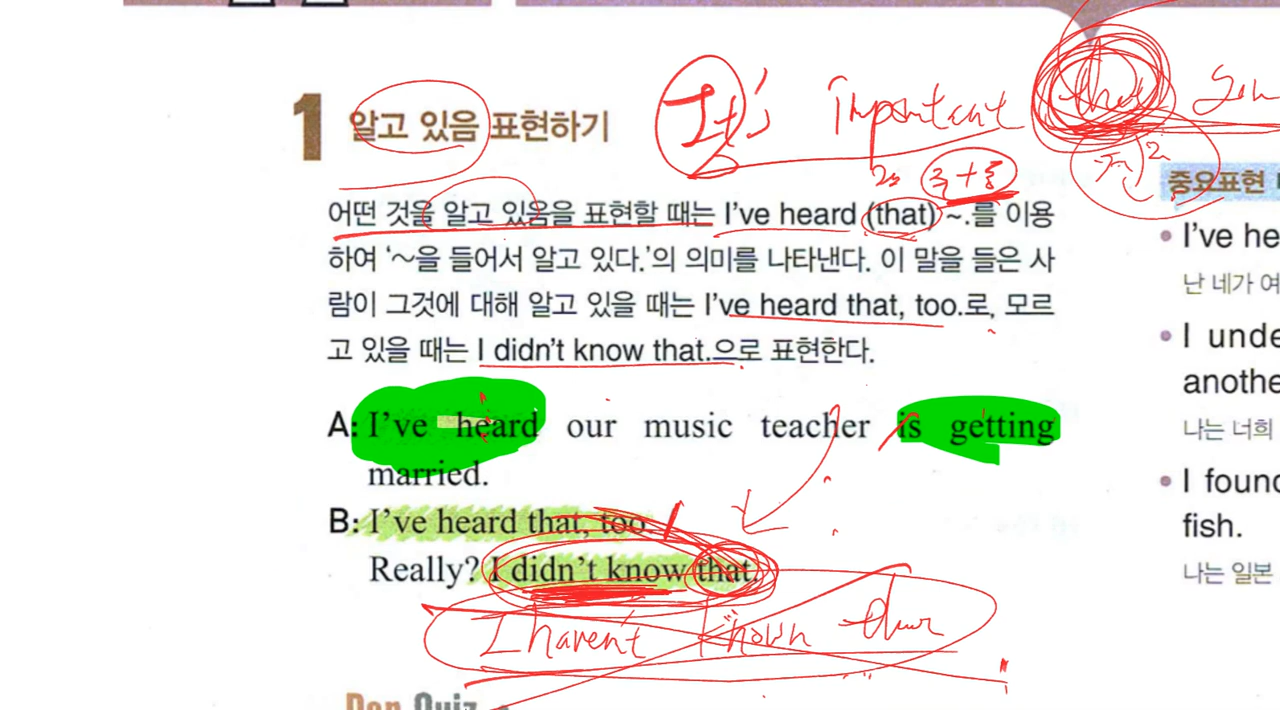 It's important that
1 알고 있음 표현하기
주+동
중요표현
어떤 것을 알고 있음을 표현할 때는 I've heard (that) ~.를 이용
하여 '~을 들어서 알고 있다.'의 의미를 나타낸다. 이 말을 들은 사
람이 그것에 대해 알고 있을 때는 I've heard that, too.로, 모르
고 있을 때는 I didn't know that.으로 표현한다.
A: I've heard our music teacher is getting
married.
B: I've heard that, too.
Really? I didn't know that.
I haven't known that
Pop Quiz
• I've he
난 네가 여
• I unde
anothe
나는 너희
• I found
fish.
나는 일본